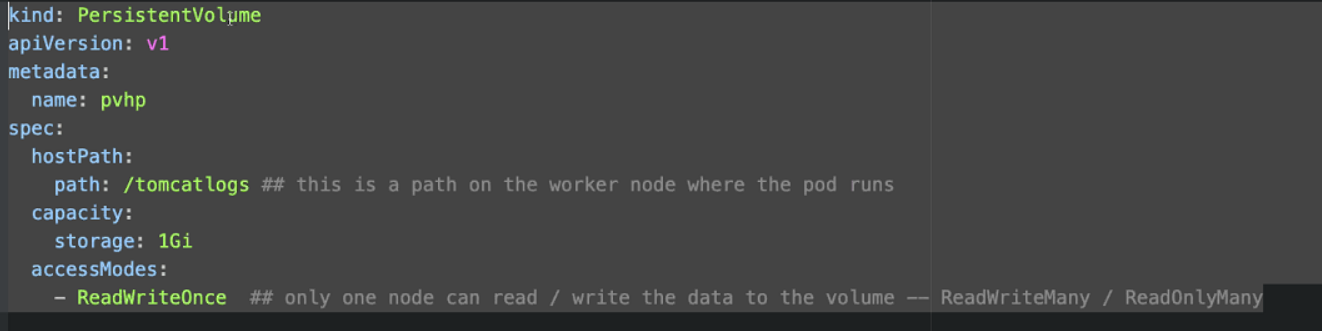 kind: PersistentVolume
apiVersion: v1
metadata:
  name: pvhp
spec:
  hostPath:
    path: /tomcatlogs ## this is a path on the worker node where the pod runs
  capacity:
    storage: 1Gi
  accessModes:
    - ReadWriteOnce  ## only one node can read / write the data to the volume -- ReadWriteMany / ReadOnlyMany